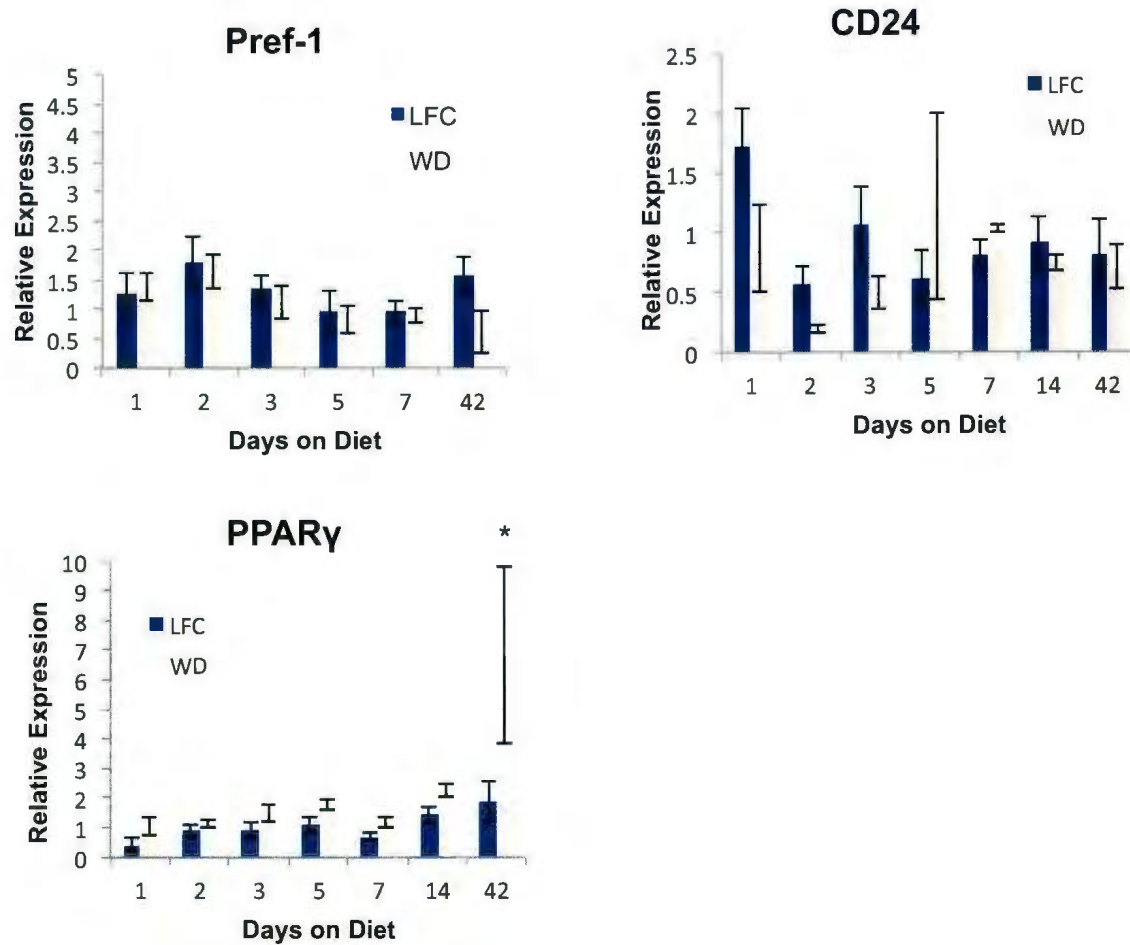 Pref-1
Relative Expression
5
4.5
4
3.5
3
2.5
2
1.5
1
0.5
0
LFC
WD
1 2 3 5 7 42
Days on Diet
CD24
Relative Expression
2.5
2
1.5
1
0.5
0
LFC
WD
1 2 3 5 7 14 42
Days on Diet
PPARγ
*
Relative Expression
10
9
8
7
6
5
4
3
2
1
0
LFC
WD
1 2 3 5 7 14 42
Days on Diet